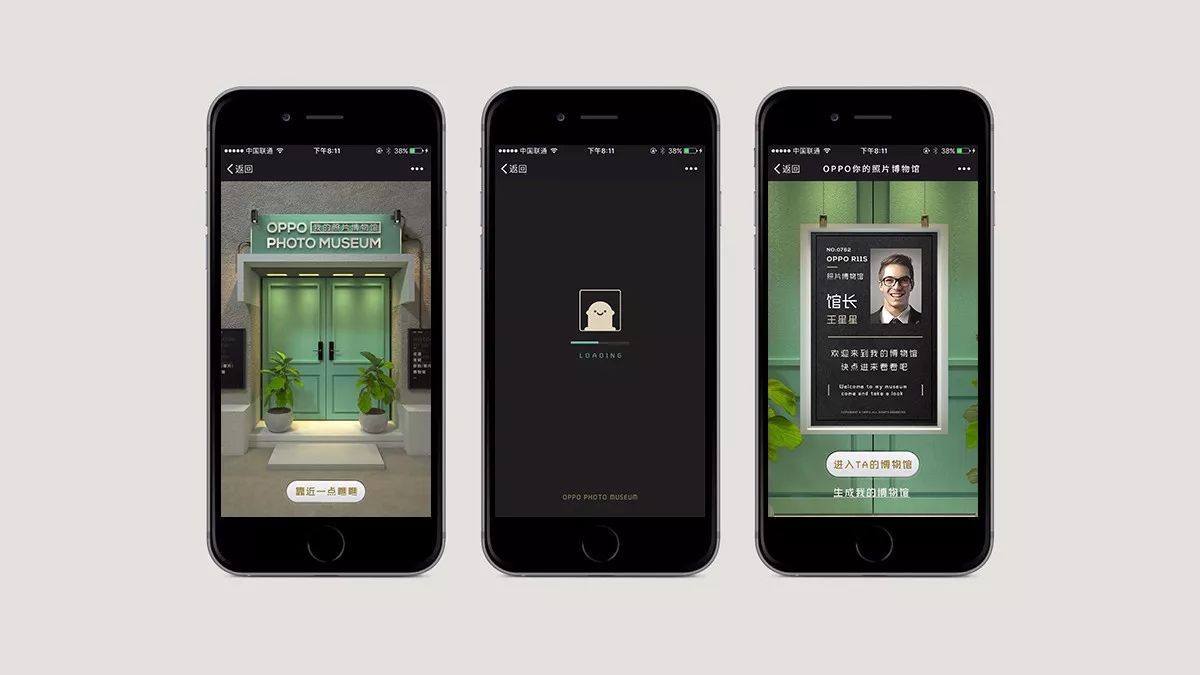 中国联通
下午8:11
38%
返回
OPPO 我的照片博物馆
PHOTO MUSEUM
靠近一点瞧瞧
中国联通
下午8:11
38%
返回
LOADING
OPPO PHOTO MUSEUM
中国联通
下午8:11
38%
返回
OPPO你的照片博物馆
NO:0762
OPPO R11S
照片博物馆
馆长
王星星
欢迎来到我的博物馆
快点进来看看吧
Welcome to my museum
come and take a look
COPYRIGHT © OPPO. ALL RIGHTS RESERVED.
进入TA的博物馆
生成我的博物馆